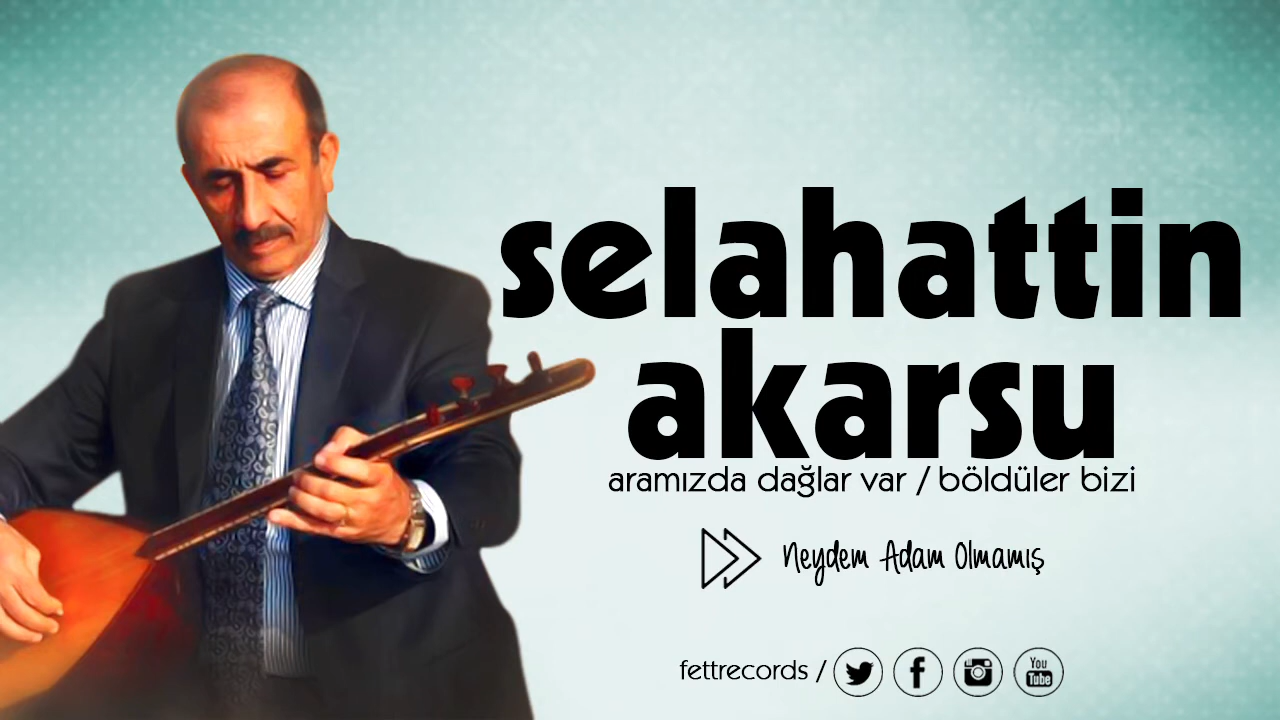 selahattin
akarsu
aramızda dağlar var / böldüler bizi
Neydem Adam Olmamış
fettrecords /
You
Tube